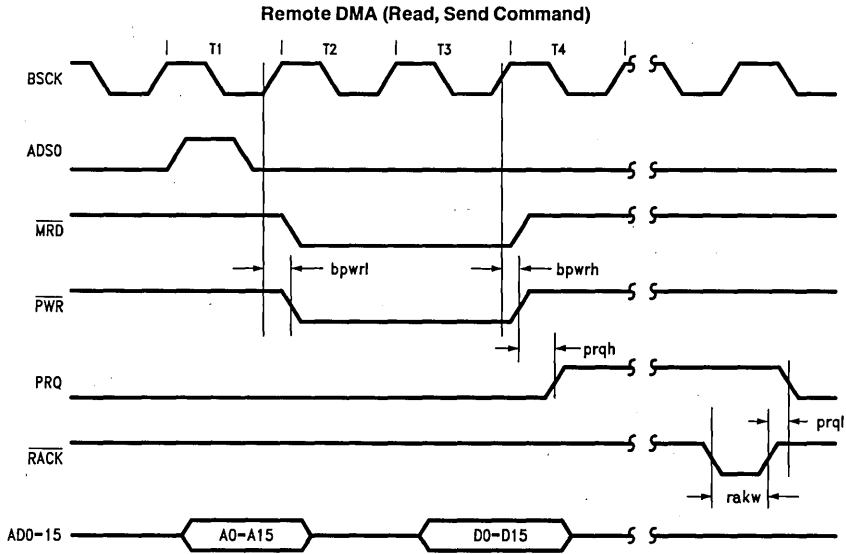 Remote DMA (Read, Send Command)
T1 T2 T3 T4
BSCK
ADS0
MRD
bpwrl bpwrh
PWR
prqh
PRQ
prql
RACK
rakw
AD0-15 A0-A15 D0-D15